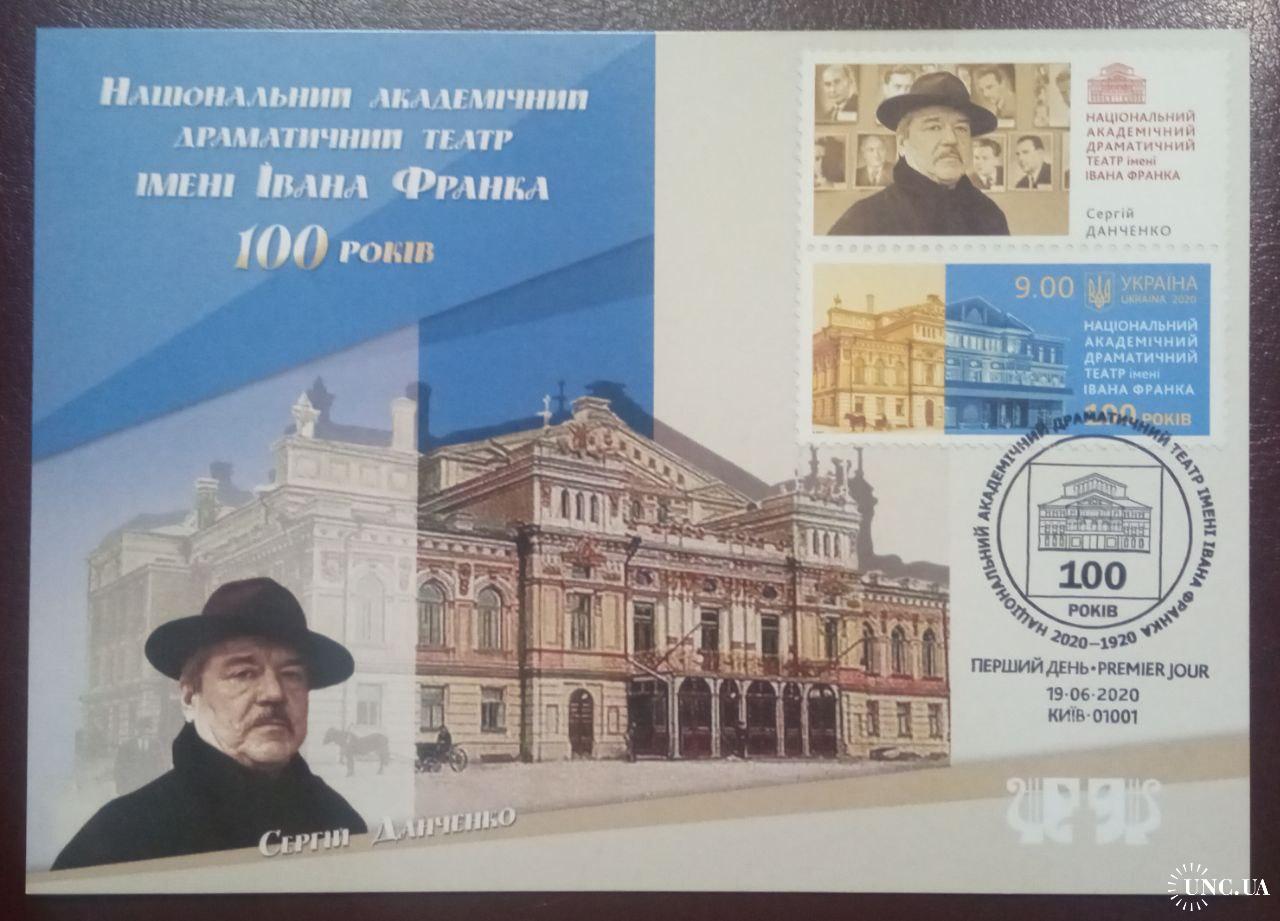 Національний академічний
драматичний театр
імені Івана Франка
100 років
НАЦІОНАЛЬНИЙ
АКАДЕМІЧНИЙ
ДРАМАТИЧНИЙ
ТЕАТР імені
ІВАНА ФРАНКА
Сергій
ДАНЧЕНКО
9.00
УКРАЇНА
UKRAINA 2020
НАЦІОНАЛЬНИЙ
АКАДЕМІЧНИЙ
ДРАМАТИЧНИЙ
ТЕАТР імені
ІВАНА ФРАНКА
100 РОКІВ
НАЦІОНАЛЬНИЙ АКАДЕМІЧНИЙ ДРАМАТИЧНИЙ ТЕАТР ІМЕНІ ІВАНА ФРАНКА
2020–1920
100
РОКІВ
ПЕРШИЙ ДЕНЬ•PREMIER JOUR
19·06·2020
КИЇВ·01001
Сергій Данченко
UNC.UA